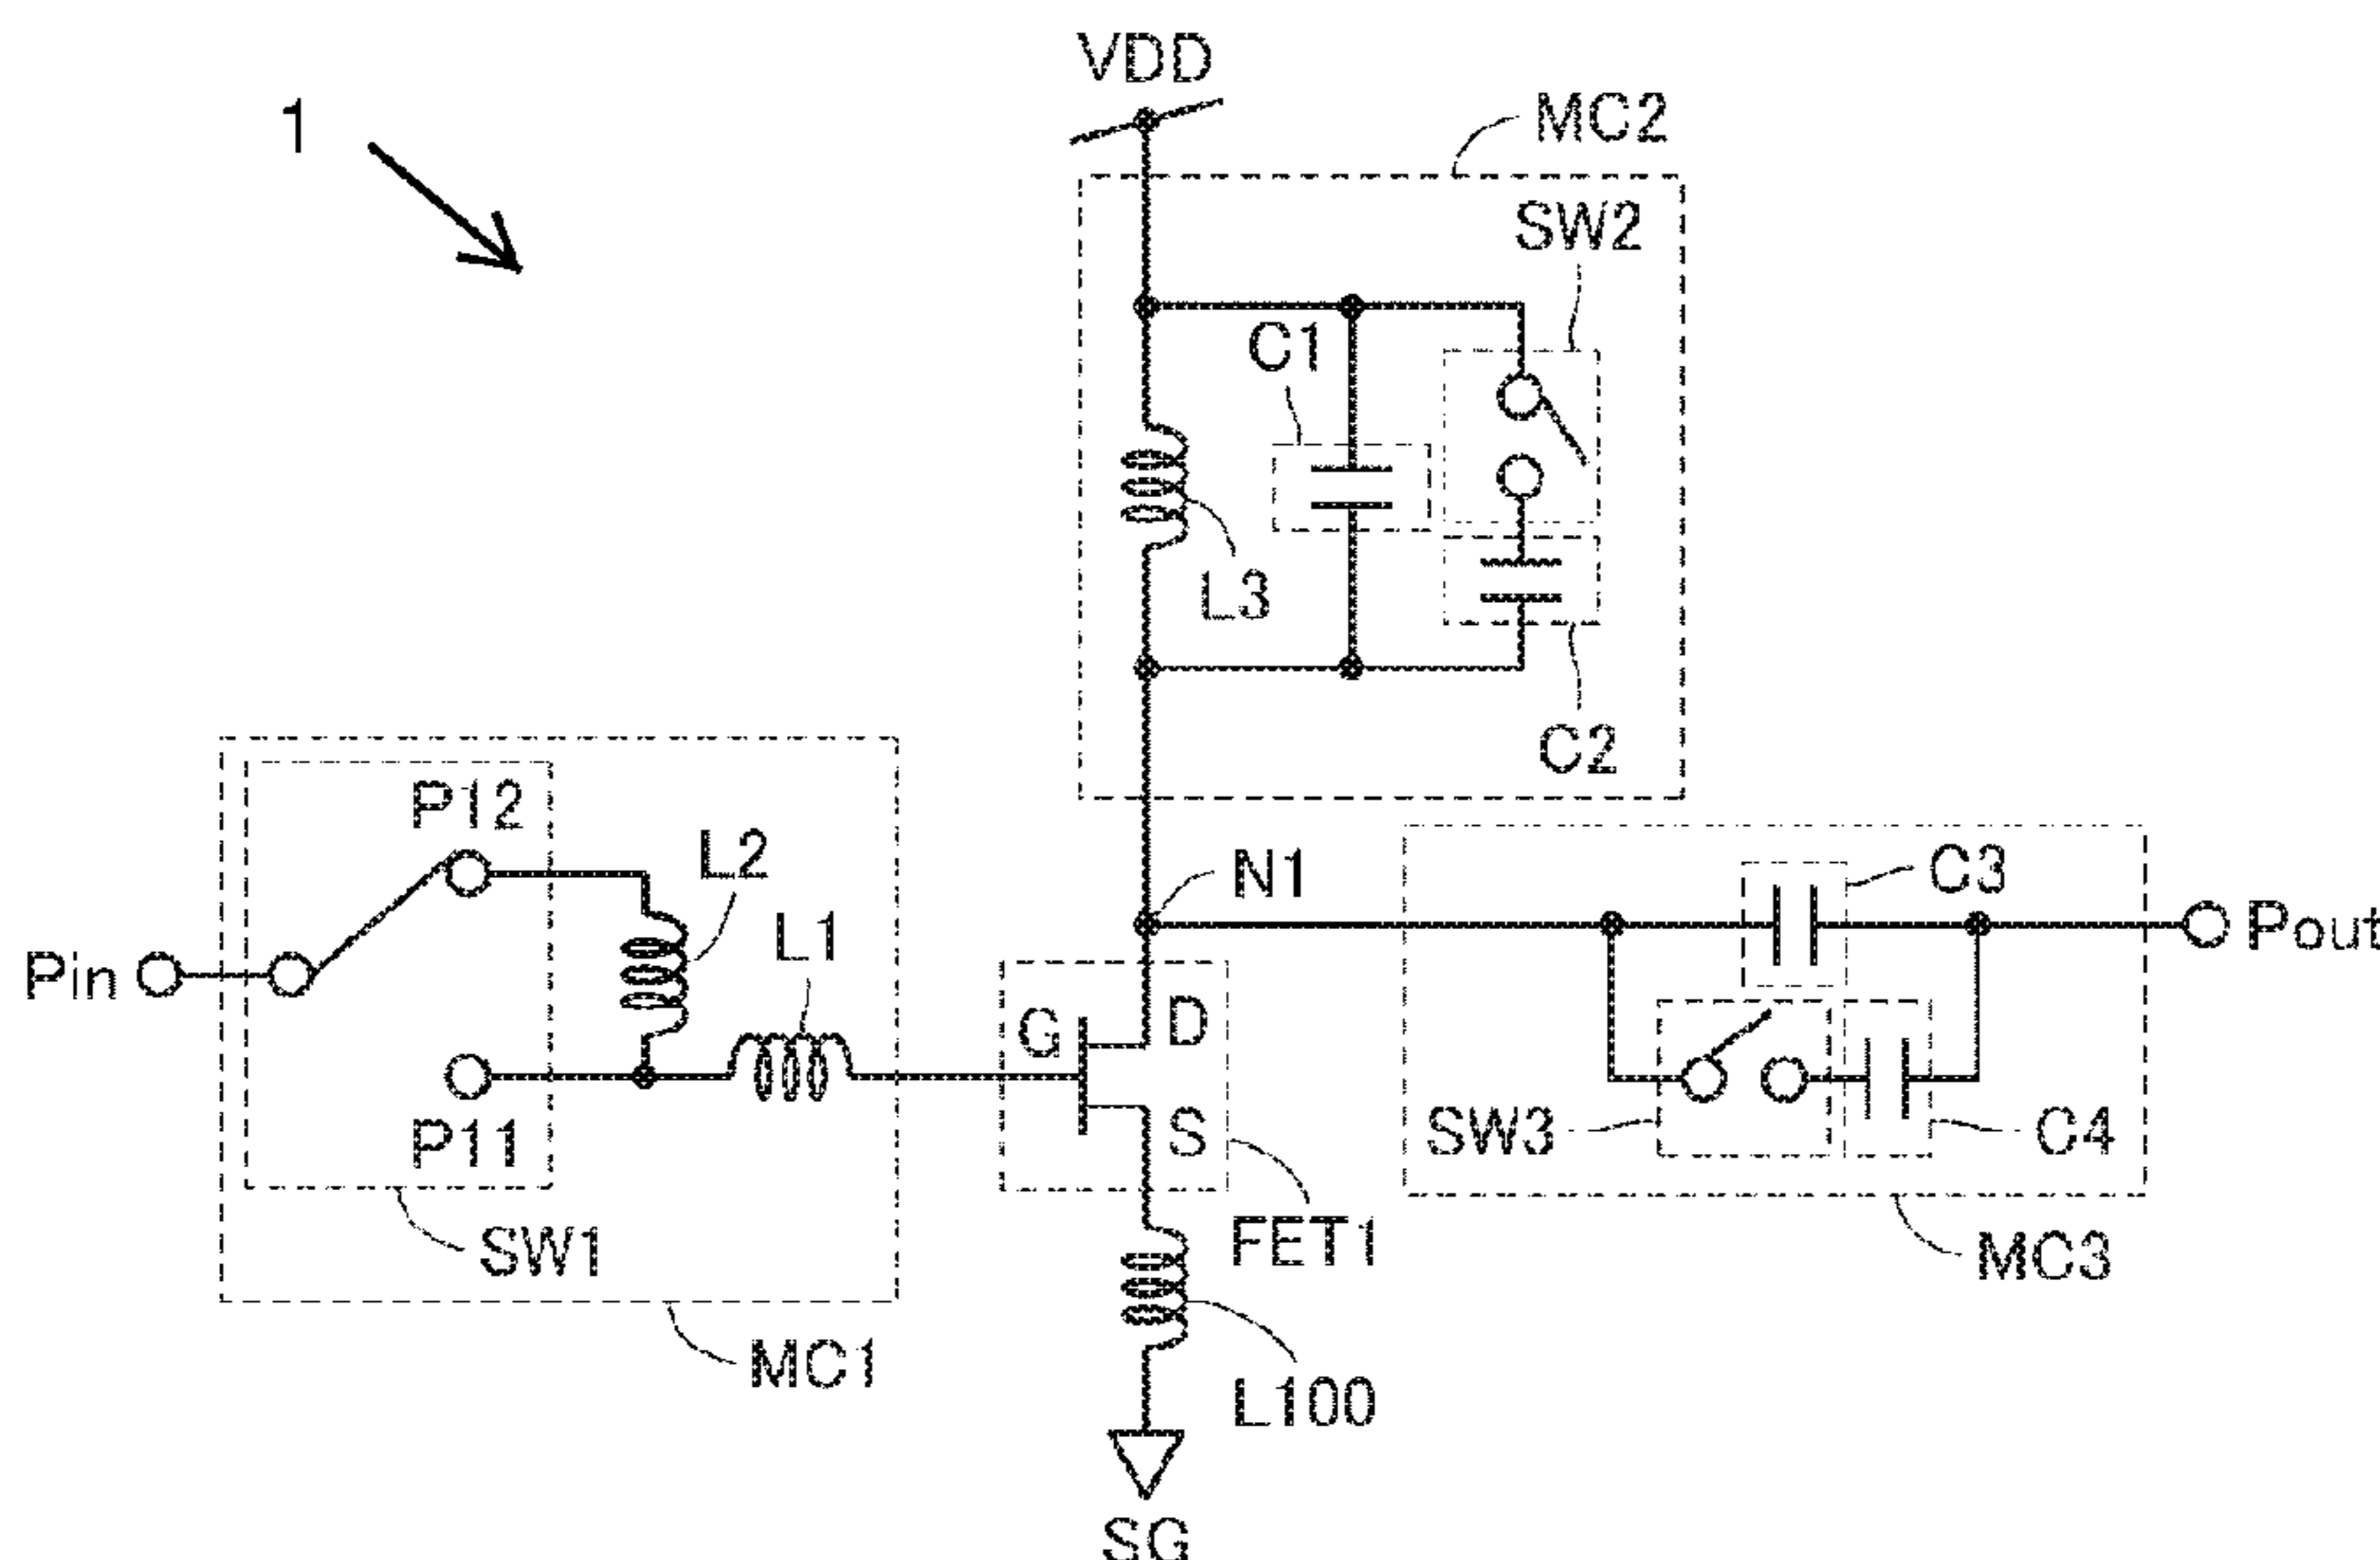 VDD
1
MC2
SW2
C1
L3
C2
P12
L2
N1
C3
L1
Pin
Pout
G
D
P11
S
SW3
C4
SW1
FET1
MC3
MC1
L100
SG